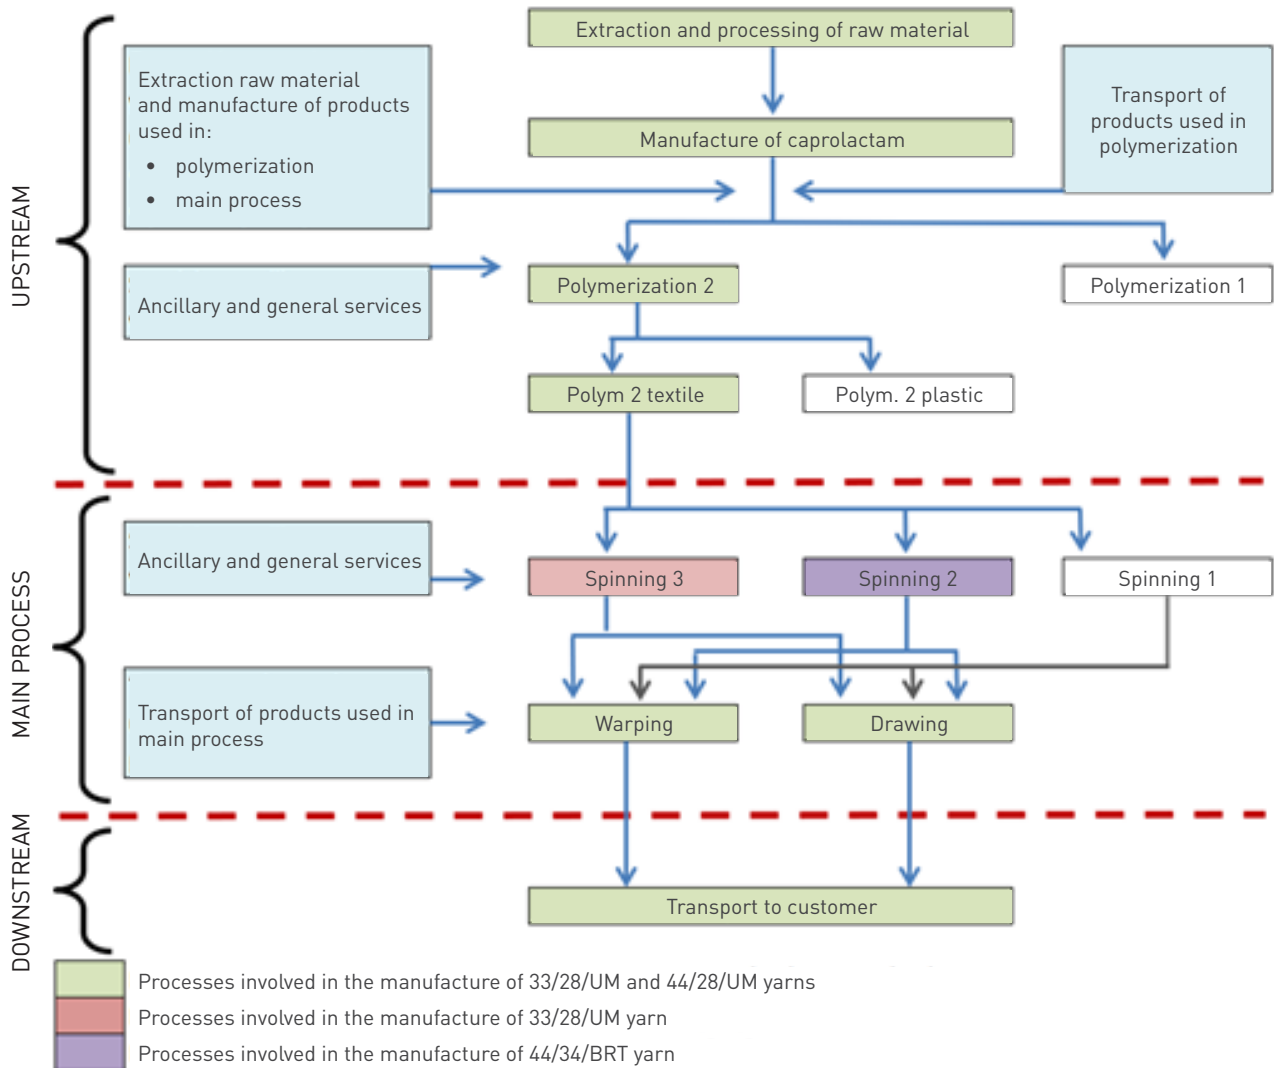 UPSTREAM
Extraction and processing of raw material
Extraction raw material
and manufacture of products
used in:
• polymerization
• main process
Transport of
products used in
polymerization
Manufacture of caprolactam
Ancillary and general services
Polymerization 2
Polymerization 1
Polym 2 textile
Polym. 2 plastic
MAIN PROCESS
Ancillary and general services
Spinning 3
Spinning 2
Spinning 1
Transport of products used in
main process
Warping
Drawing
DOWNSTREAM
Transport to customer
Processes involved in the manufacture of 33/28/UM and 44/28/UM yarns
Processes involved in the manufacture of 33/28/UM yarn
Processes involved in the manufacture of 44/34/BRT yarn